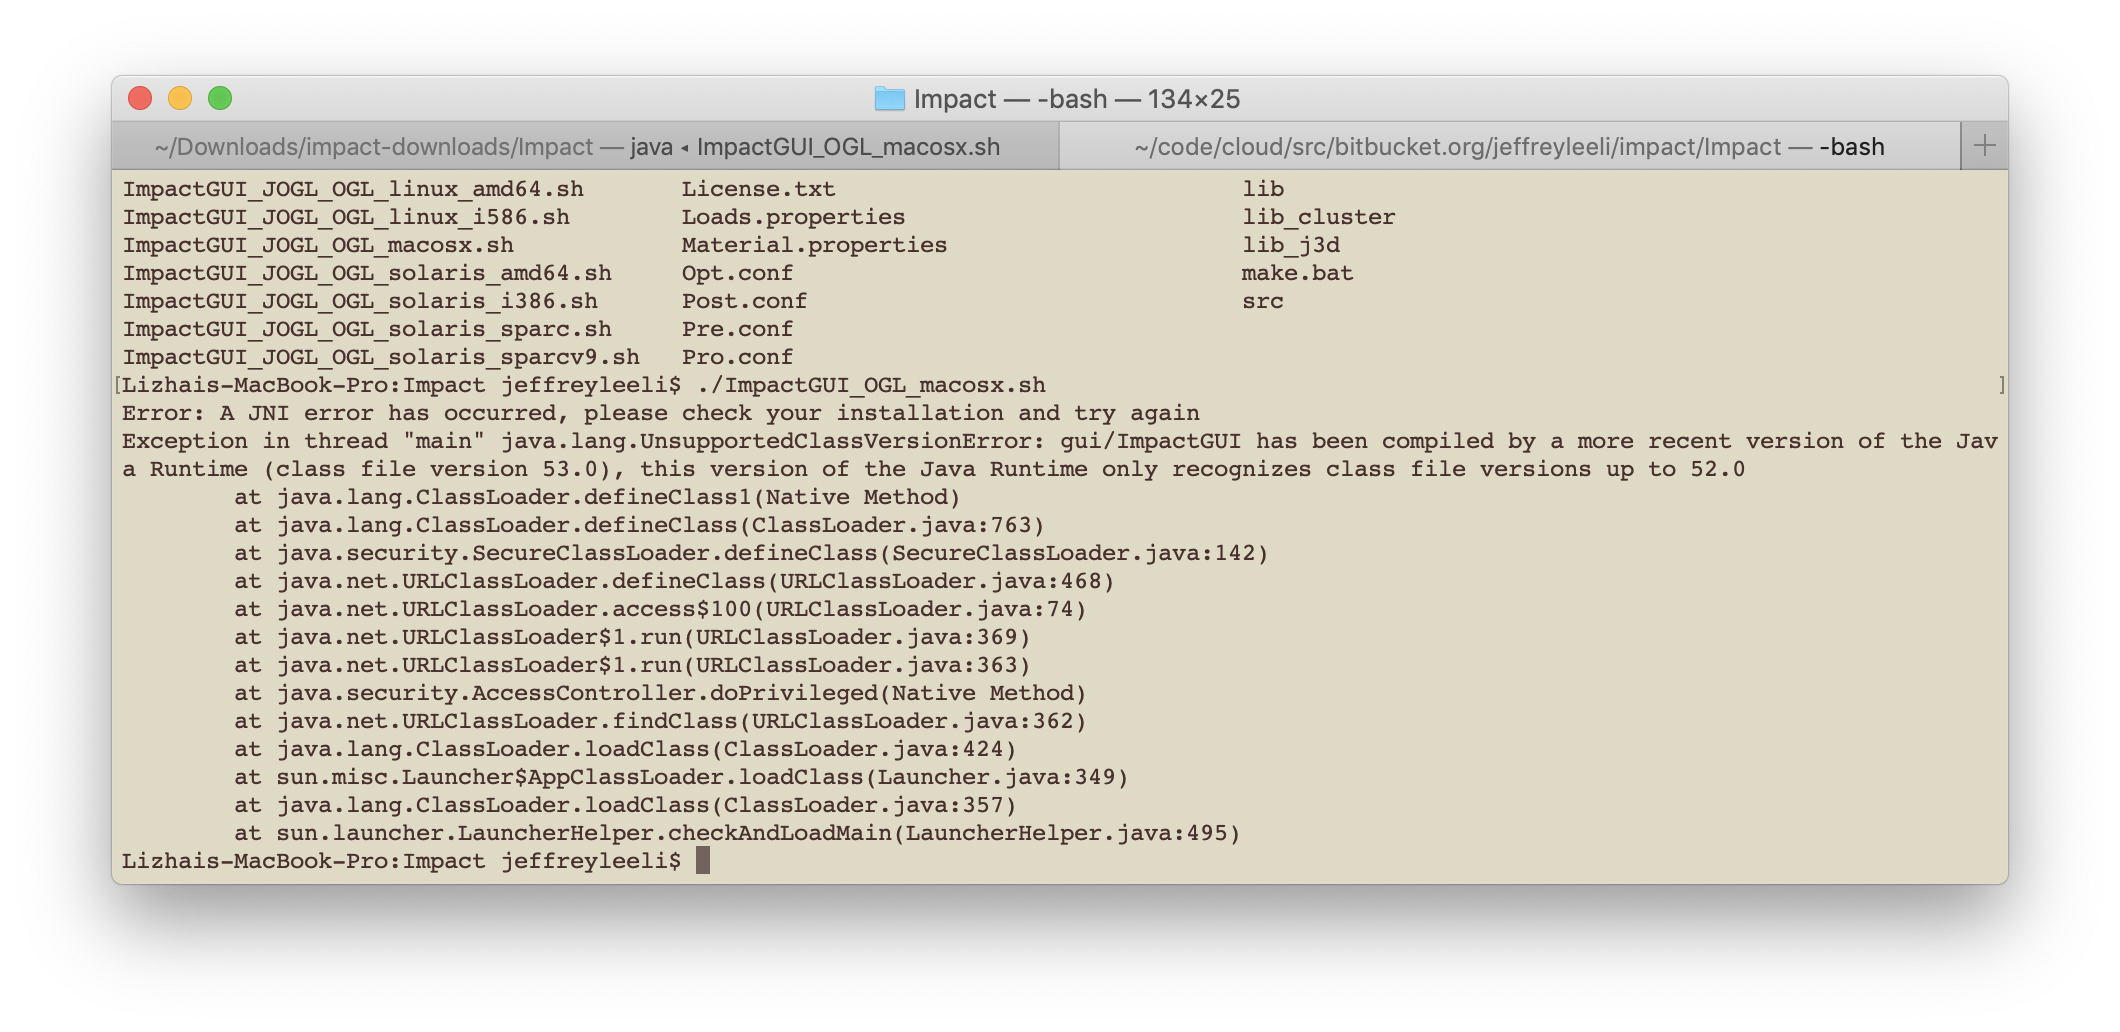 Impact — -bash — 134×25
~/Downloads/impact-downloads/Impact — java ◂ ImpactGUI_OGL_macosx.sh ~/code/cloud/src/bitbucket.org/jeffreyleeli/impact/Impact — -bash +
ImpactGUI_JOGL_OGL_linux_amd64.sh License.txt lib
ImpactGUI_JOGL_OGL_linux_i586.sh Loads.properties lib_cluster
ImpactGUI_JOGL_OGL_macosx.sh Material.properties lib_j3d
ImpactGUI_JOGL_OGL_solaris_amd64.sh Opt.conf make.bat
ImpactGUI_JOGL_OGL_solaris_i386.sh Post.conf src
ImpactGUI_JOGL_OGL_solaris_sparc.sh Pre.conf
ImpactGUI_JOGL_OGL_solaris_sparcv9.sh Pro.conf
[Lizhais-MacBook-Pro:Impact jeffreyleeli$ ./ImpactGUI_OGL_macosx.sh ]
Error: A JNI error has occurred, please check your installation and try again
Exception in thread "main" java.lang.UnsupportedClassVersionError: gui/ImpactGUI has been compiled by a more recent version of the Jav
a Runtime (class file version 53.0), this version of the Java Runtime only recognizes class file versions up to 52.0
at java.lang.ClassLoader.defineClass1(Native Method)
at java.lang.ClassLoader.defineClass(ClassLoader.java:763)
at java.security.SecureClassLoader.defineClass(SecureClassLoader.java:142)
at java.net.URLClassLoader.defineClass(URLClassLoader.java:468)
at java.net.URLClassLoader.access$100(URLClassLoader.java:74)
at java.net.URLClassLoader$1.run(URLClassLoader.java:369)
at java.net.URLClassLoader$1.run(URLClassLoader.java:363)
at java.security.AccessController.doPrivileged(Native Method)
at java.net.URLClassLoader.findClass(URLClassLoader.java:362)
at java.lang.ClassLoader.loadClass(ClassLoader.java:424)
at sun.misc.Launcher$AppClassLoader.loadClass(Launcher.java:349)
at java.lang.ClassLoader.loadClass(ClassLoader.java:357)
at sun.launcher.LauncherHelper.checkAndLoadMain(LauncherHelper.java:495)
Lizhais-MacBook-Pro:Impact jeffreyleeli$